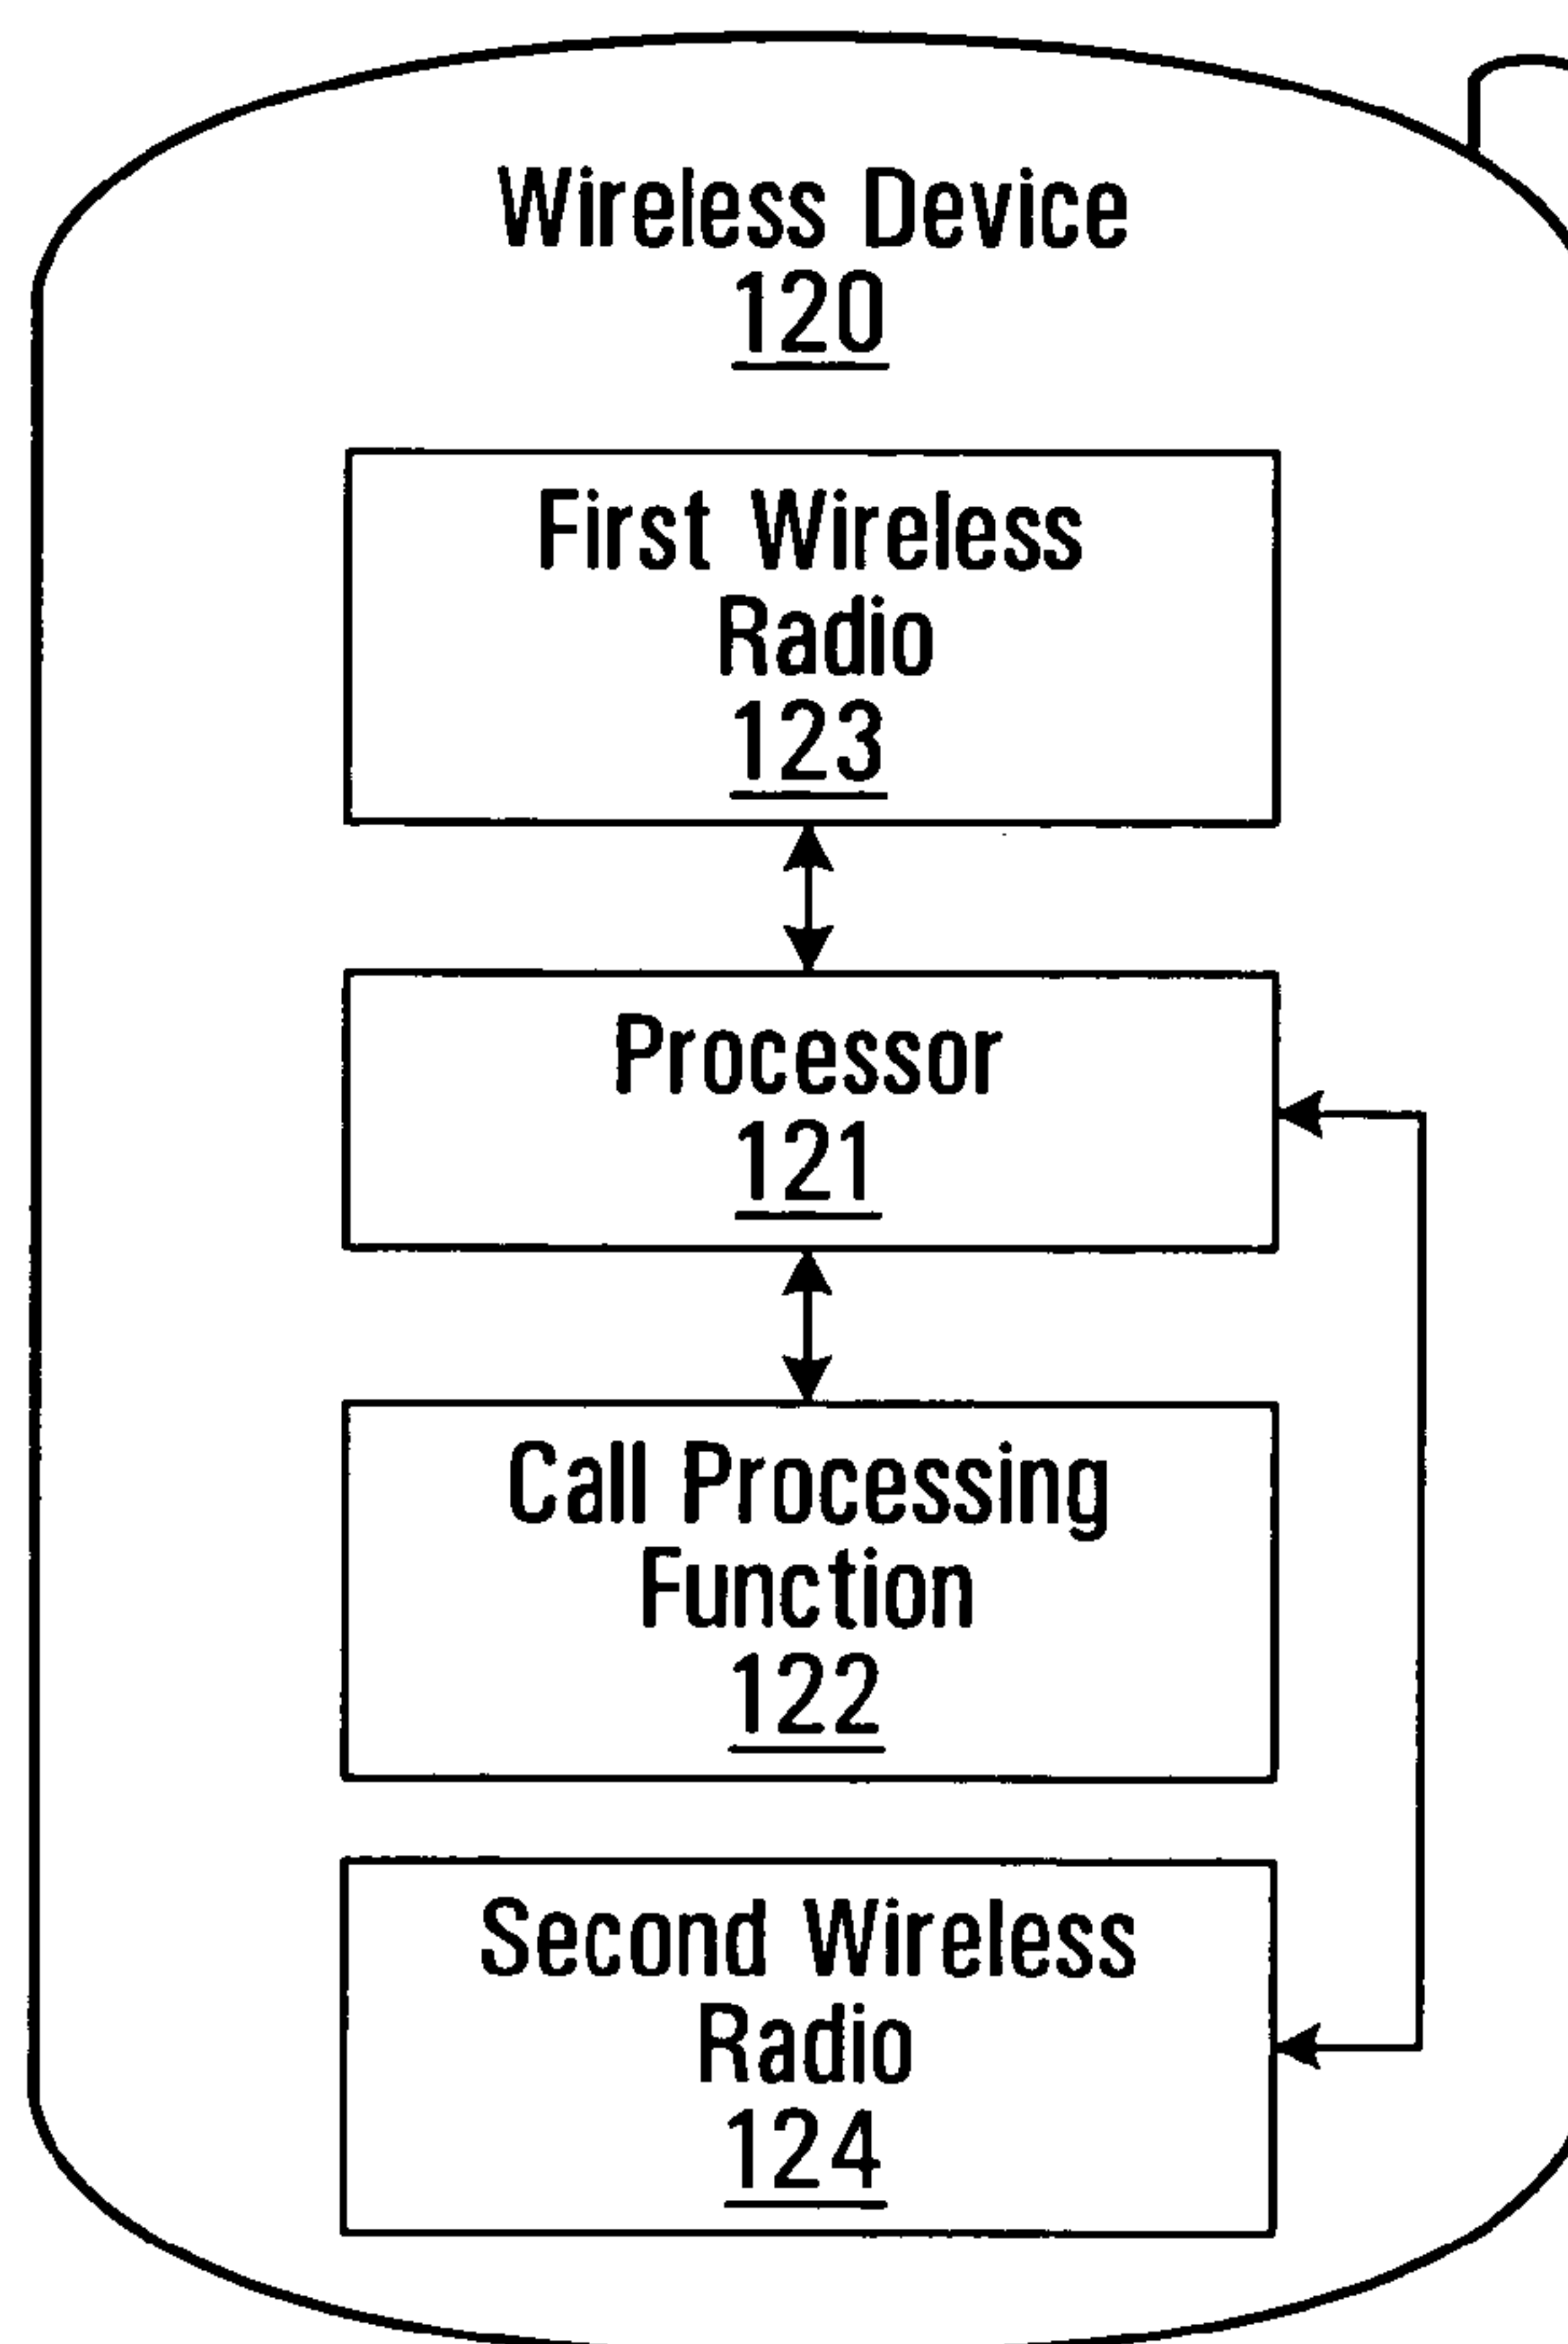 Wireless Device
120
First Wireless
Radio
123
Processor
121
Call Processing
Function
122
Second Wireless
Radio
124